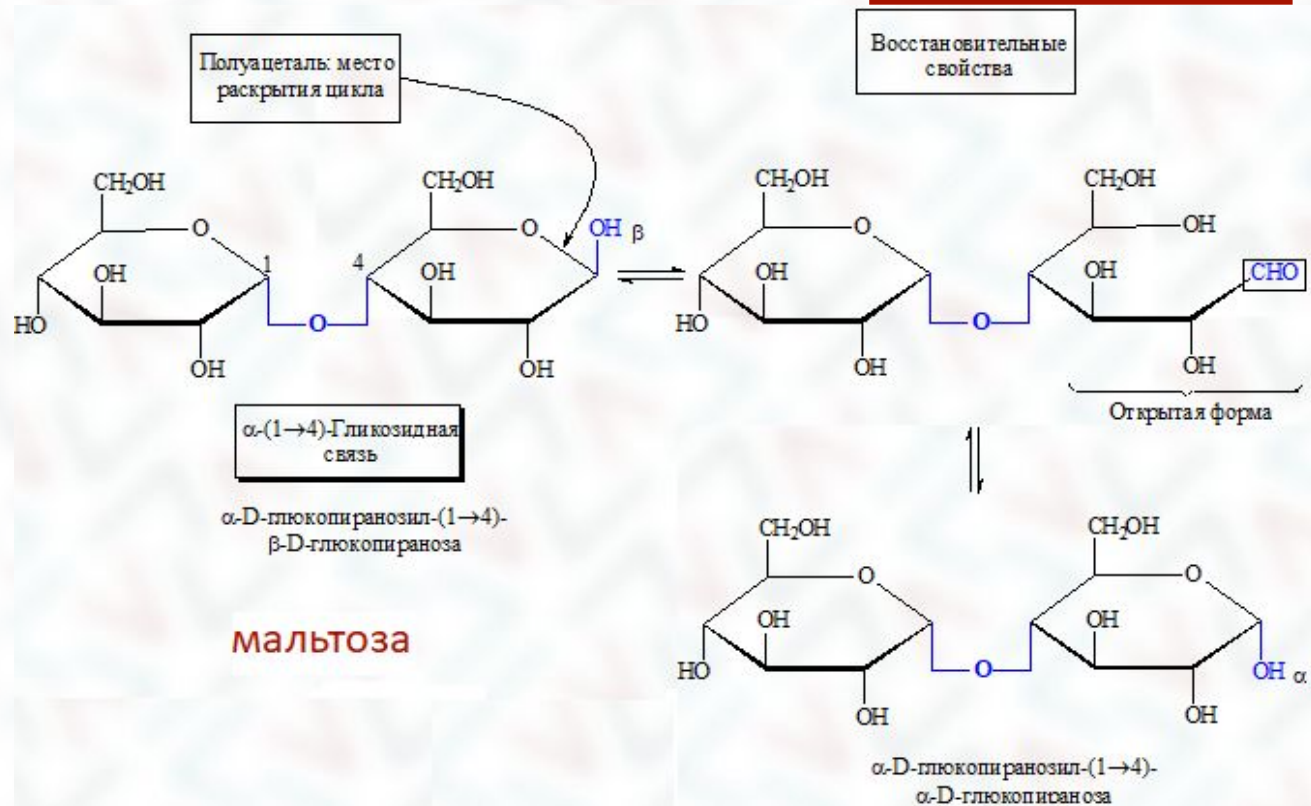 Полуацеталь: место
раскрытия цикла
Восстановительные
свойства
CH₂OH
O
OH
HO
OH
1
O
4
CH₂OH
O
OH
OH
OH β
CH₂OH
O
OH
HO
OH
O
CH₂OH
OH
OH
OH
CHO
Открытая форма
α-(1→4)-Гликозидная
связь
α-D-глюкопиранозил-(1→4)-
β-D-глюкопираноза
мальтоза
CH₂OH
O
OH
HO
OH
O
CH₂OH
O
OH
OH
OH α
α-D-глюкопиранозил-(1→4)-
α-D-глюкопираноза